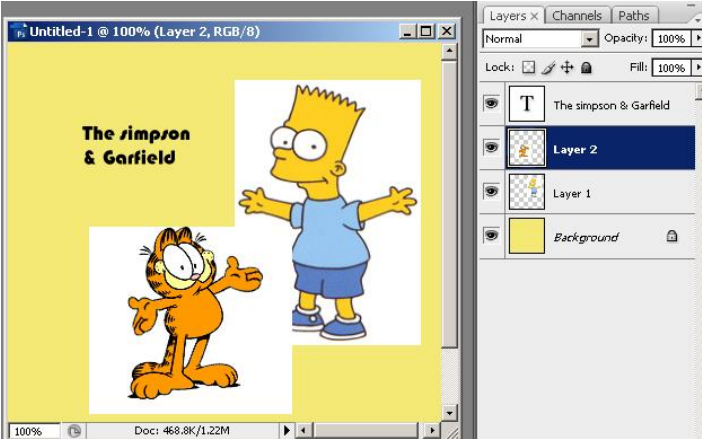 Untitled-1 @ 100% (Layer 2, RGB/8)
The simpson
& Garfield
100%
Doc: 468.8K/1.22M
Layers × Channels Paths
Normal Opacity: 100%
Lock: Fill: 100%
T The simpson & Garfield
Layer 2
Layer 1
Background